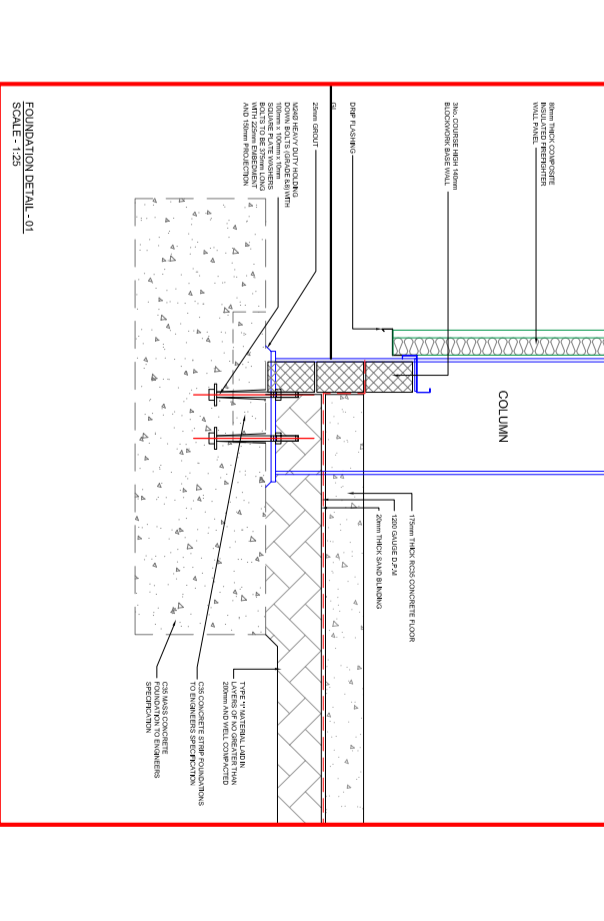 80mm THICK COMPOSITE
INSULATED FIREFIGHTER
WALL PANEL
3No. COURSE HIGH 140mm
BLOCKWORK BASE WALL
DRIP FLASHING
25mm GROUT
HEAVY DUTY HOLDING
DOWN BOLTS (GRADE 8.8) WITH
100mm x 100mm x 10mm
SQUARE PLATE WASHERS
BOLTS TO BE 375mm LONG
WITH 225mm EMBEDMENT
AND 150mm PROJECTION
COLUMN
175mm THICK RC35 CONCRETE FLOOR
1200 GAUGE D.P.M
20mm THICK SAND BLINDING
TYPE "1" MATERIAL LAID IN
LAYERS OF NO GREATER THAN
200mm AND WELL COMPACTED
C35 CONCRETE STRIP FOUNDATIONS
TO ENGINEERS SPECIFICATION
C35 MASS CONCRETE
FOUNDATION TO ENGINEERS
SPECIFICATION
FOUNDATION DETAIL - 01
SCALE - 1:25